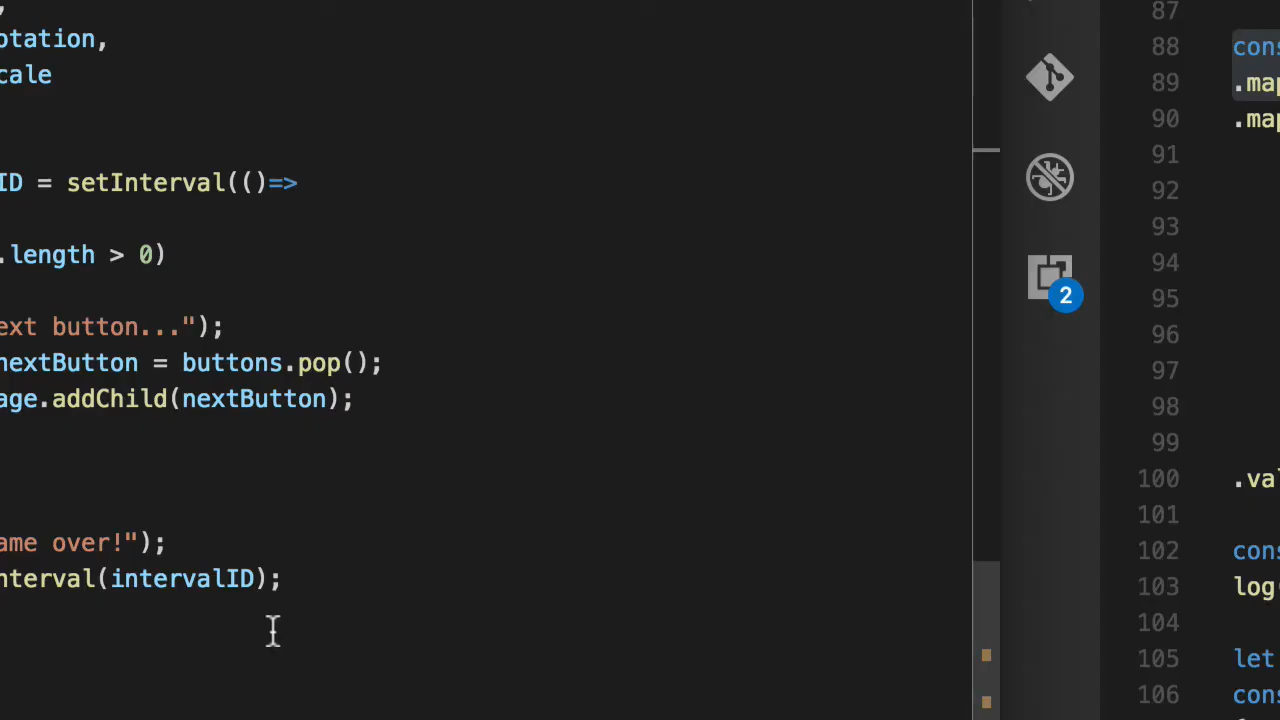 ,
otation,
cale
ID = setInterval(()=>
.length > 0)
ext button...");
nextButton = buttons.pop();
age.addChild(nextButton);
ame over!");
nterval(intervalID);
2
87
88 cons
89 .map
90 .map
91
92
93
94
95
96
97
98
99
100 .val
101
102 cons
103 log
104
105 let
106 cons